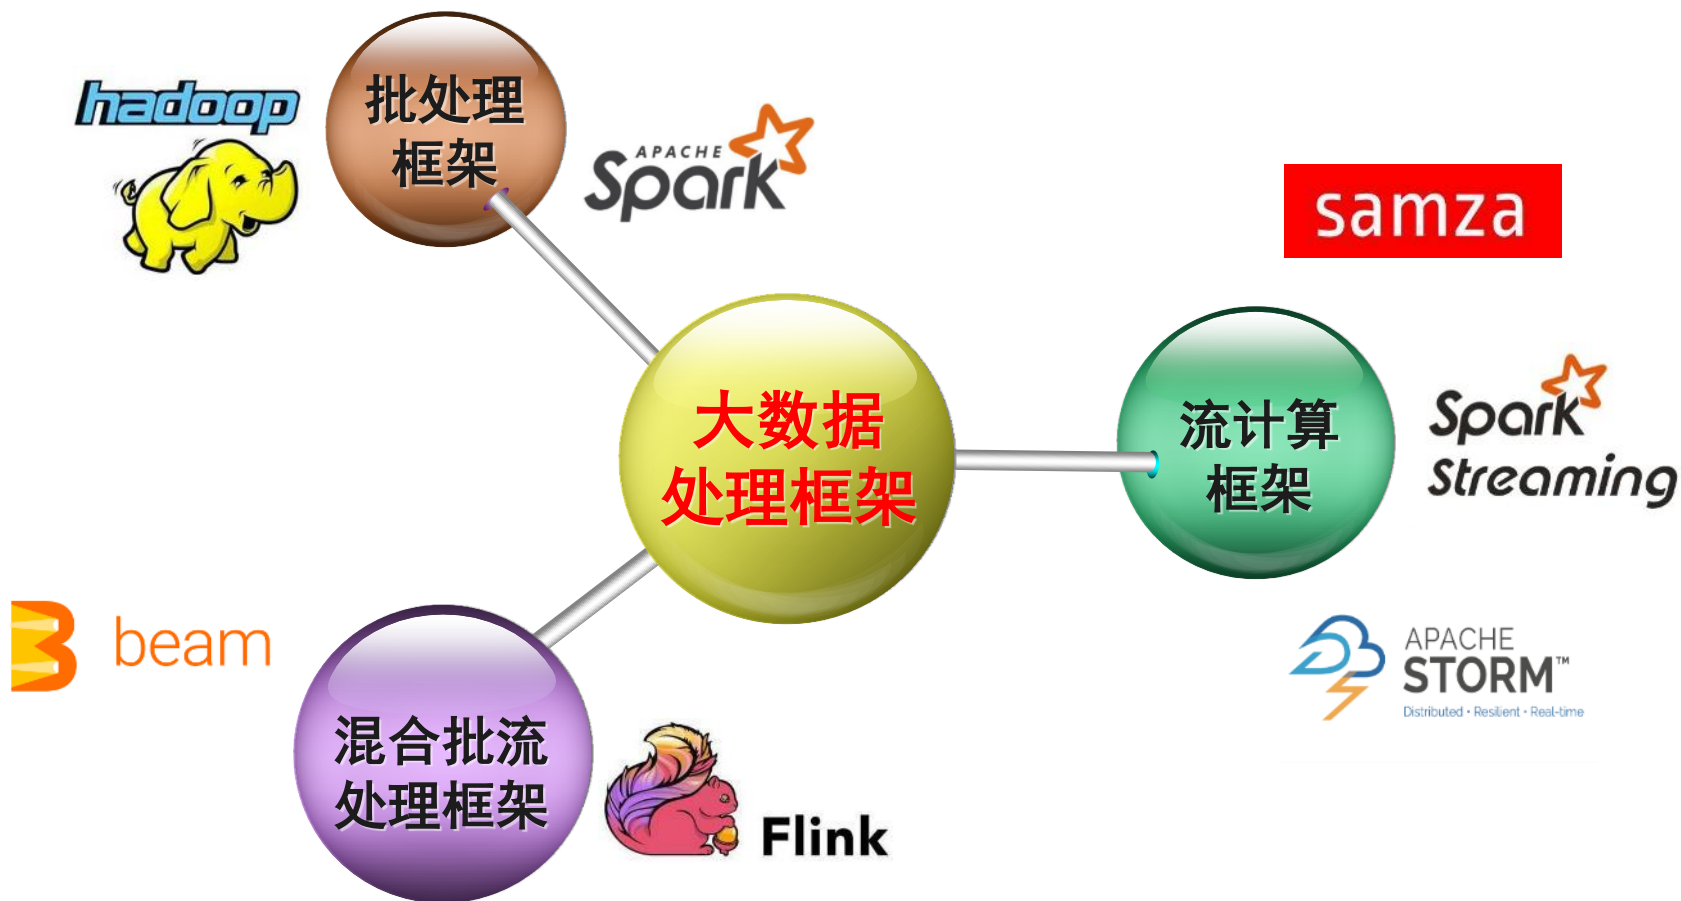 hadoop
批处理
框架
APACHE
Spark
samza
大数据
处理框架
流计算
框架
Spark
Streaming
beam
混合批流
处理框架
Flink
APACHE
STORM™
Distributed • Resilient • Real-time